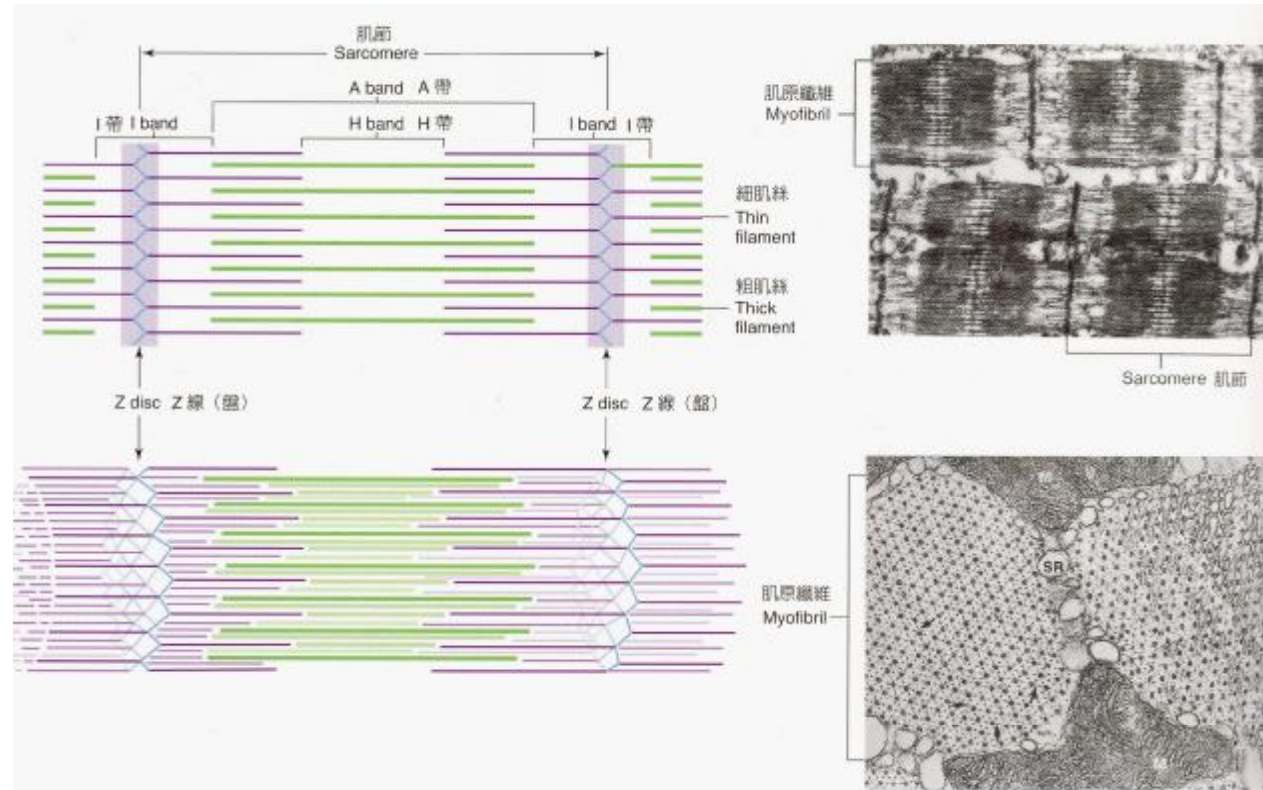 肌節
Sarcomere
A band A 帶
I 帶 I band
H band H 帶
I band I 帶
細肌絲
Thin
filament
粗肌絲
Thick
filament
Z disc Z 線（盤）
Z disc Z 線（盤）
肌原纖維
Myofibril
Sarcomere 肌節
肌原纖維
Myofibril
SR
M